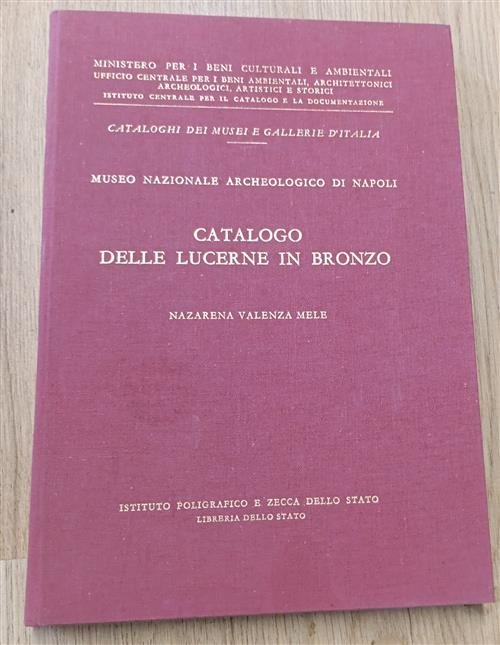 MINISTERO PER I BENI CULTURALI E AMBIENTALI
UFFICIO CENTRALE PER I BENI AMBIENTALI, ARCHITETTONICI
ARCHEOLOGICI, ARTISTICI E STORICI
ISTITUTO CENTRALE PER IL CATALOGO E LA DOCUMENTAZIONE
CATALOGHI DEI MUSEI E GALLERIE D'ITALIA
MUSEO NAZIONALE ARCHEOLOGICO DI NAPOLI
CATALOGO
DELLE LUCERNE IN BRONZO
NAZARENA VALENZA MELE
ISTITUTO POLIGRAFICO E ZECCA DELLO STATO
LIBRERIA DELLO STATO